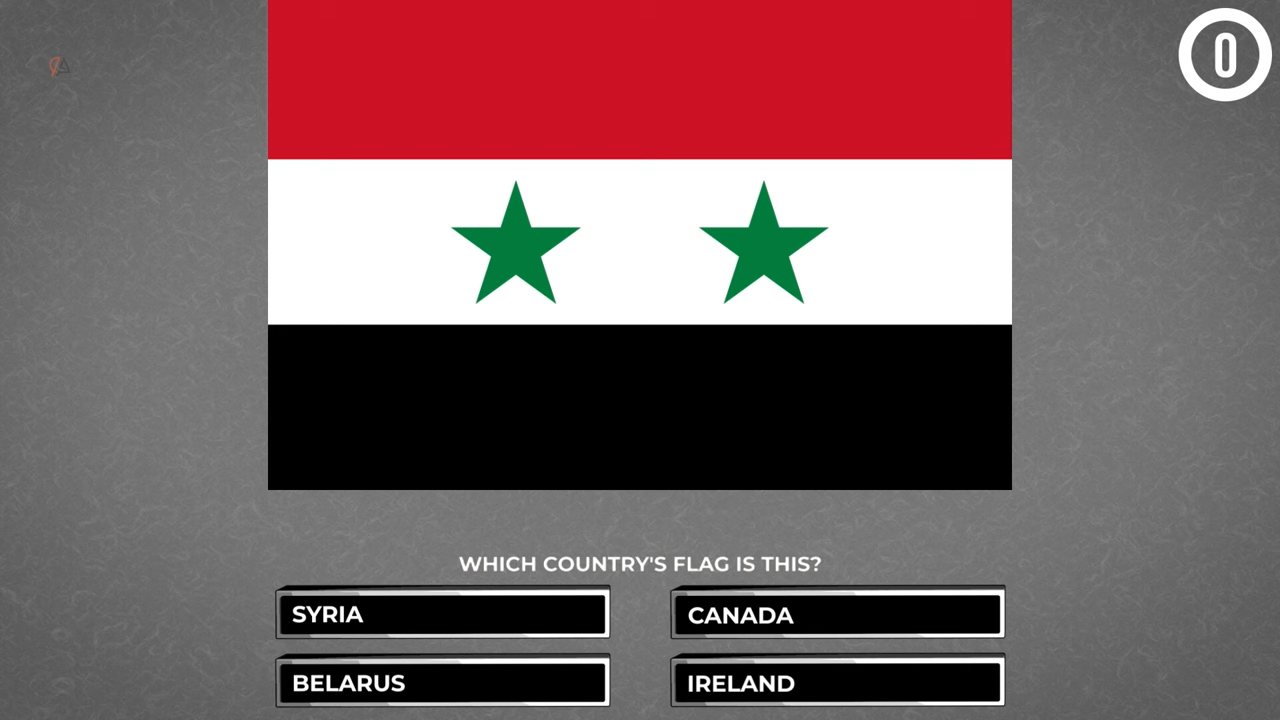 0
WHICH COUNTRY'S FLAG IS THIS?
SYRIA
CANADA
BELARUS
IRELAND